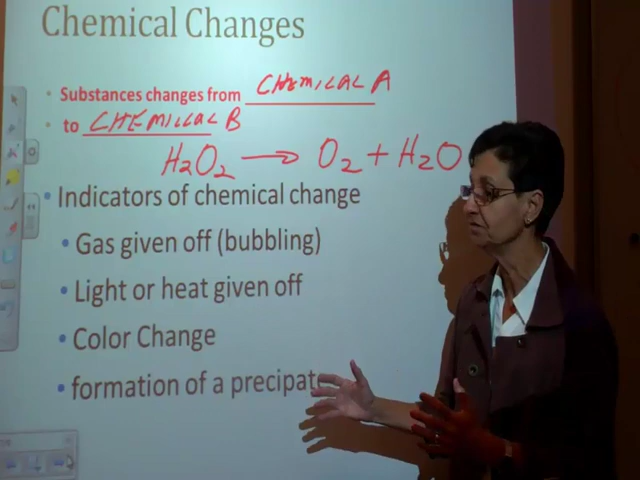 Chemical Changes
• Substances changes from CHEMICAL A
• to CHEMICAL B
H₂O₂ → O₂ + H₂O
• Indicators of chemical change
• Gas given off (bubbling)
• Light or heat given off
• Color Change
• formation of a precipate